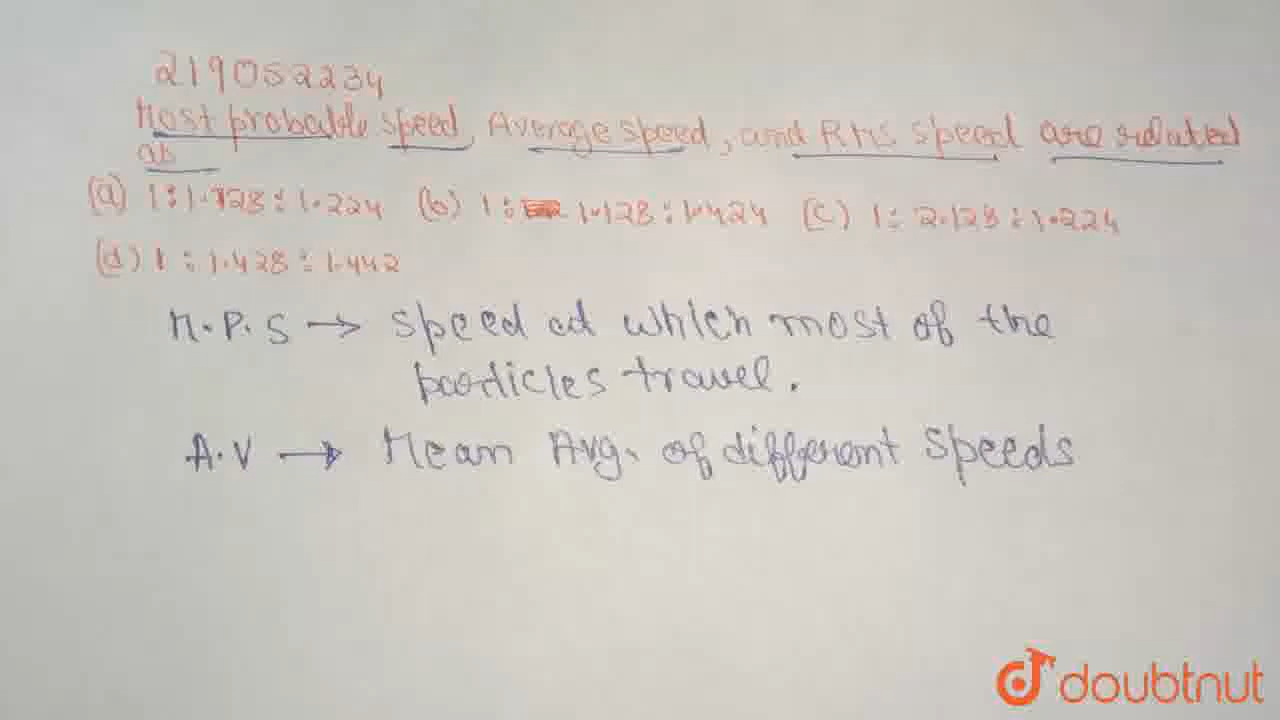 219052234
Most probable speed, Average speed, and RMS speed are related
as
(a) 1:1.128:1.224 (b) 1: 1.128:1.424 (c) 1:2.128:1.224
(d) 1:1.428:1.442
M.P.S → speed at which most of the
particles travel.
A.V → Mean Avg. of different speeds
doubtnut